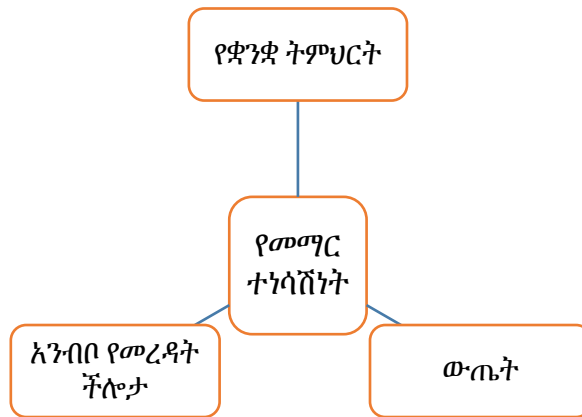 የቋንቋ ትምህርት
የመማር
ተነሳሽነት
አንብቦ የመረዳት
ችሎታ
ውጤት